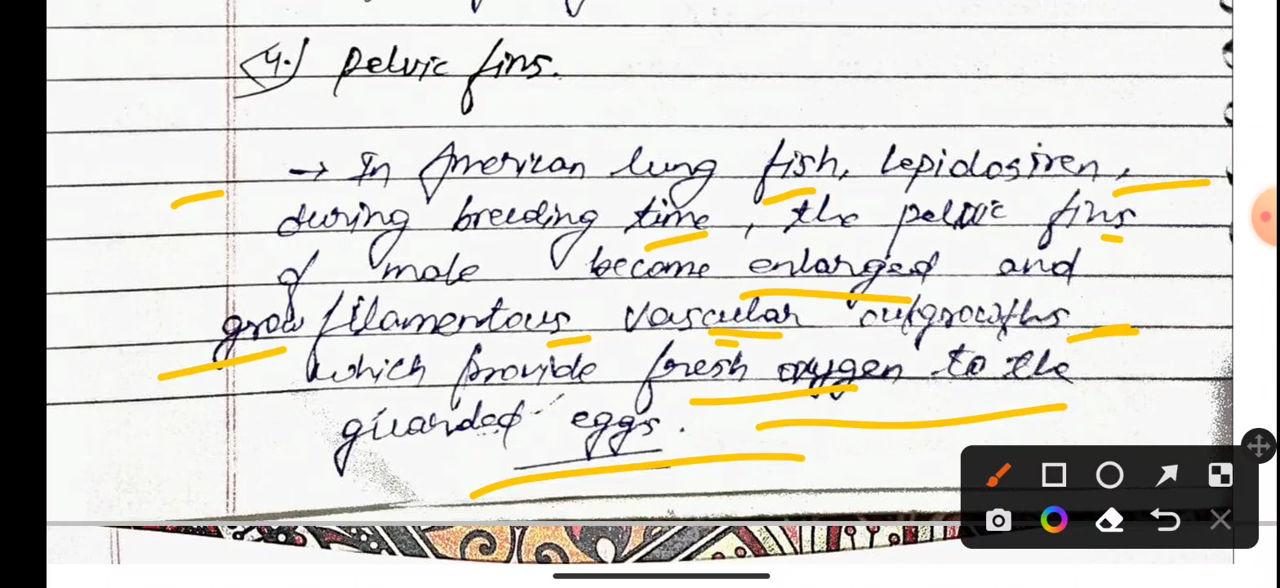 (4.) Pelvic fins.
→ In American lung fish, Lepidosiren,
during breeding time, the pelvic fins
of male become enlarged and
grow filamentous vascular outgrowths
which provide fresh oxygen to the
guarded eggs.